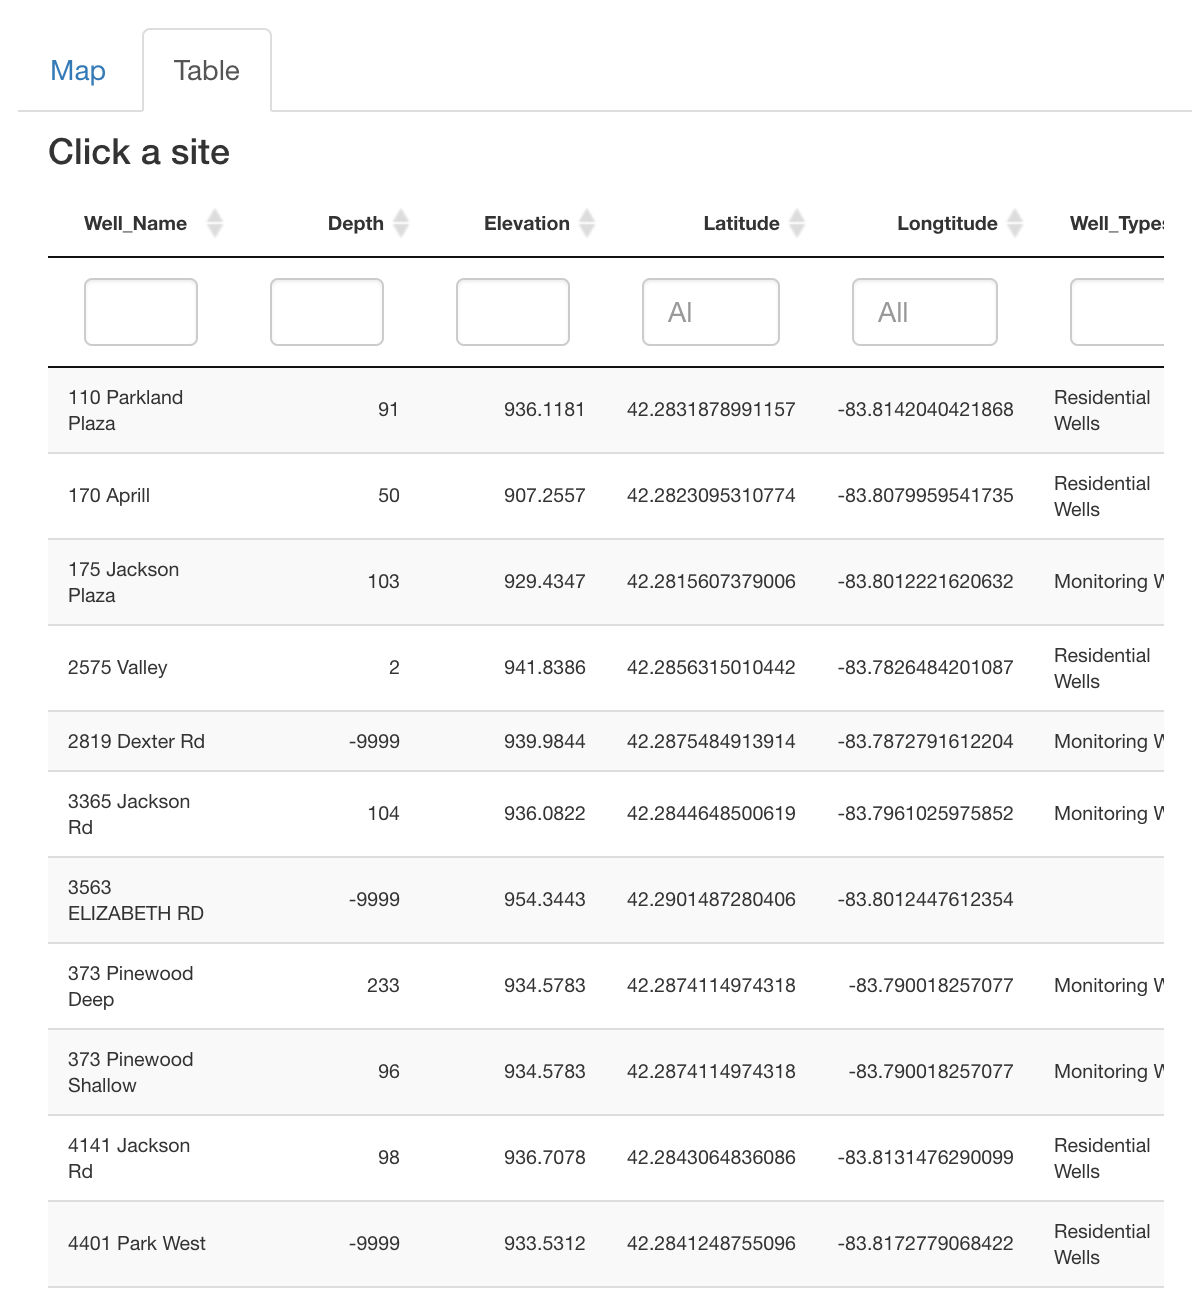 Map Table
Click a site
Well_Name Depth Elevation Latitude Longtitude Well_Types
Al All
110 Parkland Plaza 91 936.1181 42.2831878991157 -83.8142040421868 Residential Wells
170 Aprill 50 907.2557 42.2823095310774 -83.8079959541735 Residential Wells
175 Jackson Plaza 103 929.4347 42.2815607379006 -83.8012221620632 Monitoring
2575 Valley 2 941.8386 42.2856315010442 -83.7826484201087 Residential Wells
2819 Dexter Rd -9999 939.9844 42.2875484913914 -83.7872791612204 Monitoring
3365 Jackson Rd 104 936.0822 42.2844648500619 -83.7961025975852 Monitoring
3563 ELIZABETH RD -9999 954.3443 42.2901487280406 -83.8012447612354
373 Pinewood Deep 233 934.5783 42.2874114974318 -83.790018257077 Monitoring
373 Pinewood Shallow 96 934.5783 42.2874114974318 -83.790018257077 Monitoring
4141 Jackson Rd 98 936.7078 42.2843064836086 -83.8131476290099 Residential Wells
4401 Park West -9999 933.5312 42.2841248755096 -83.8172779068422 Residential Wells